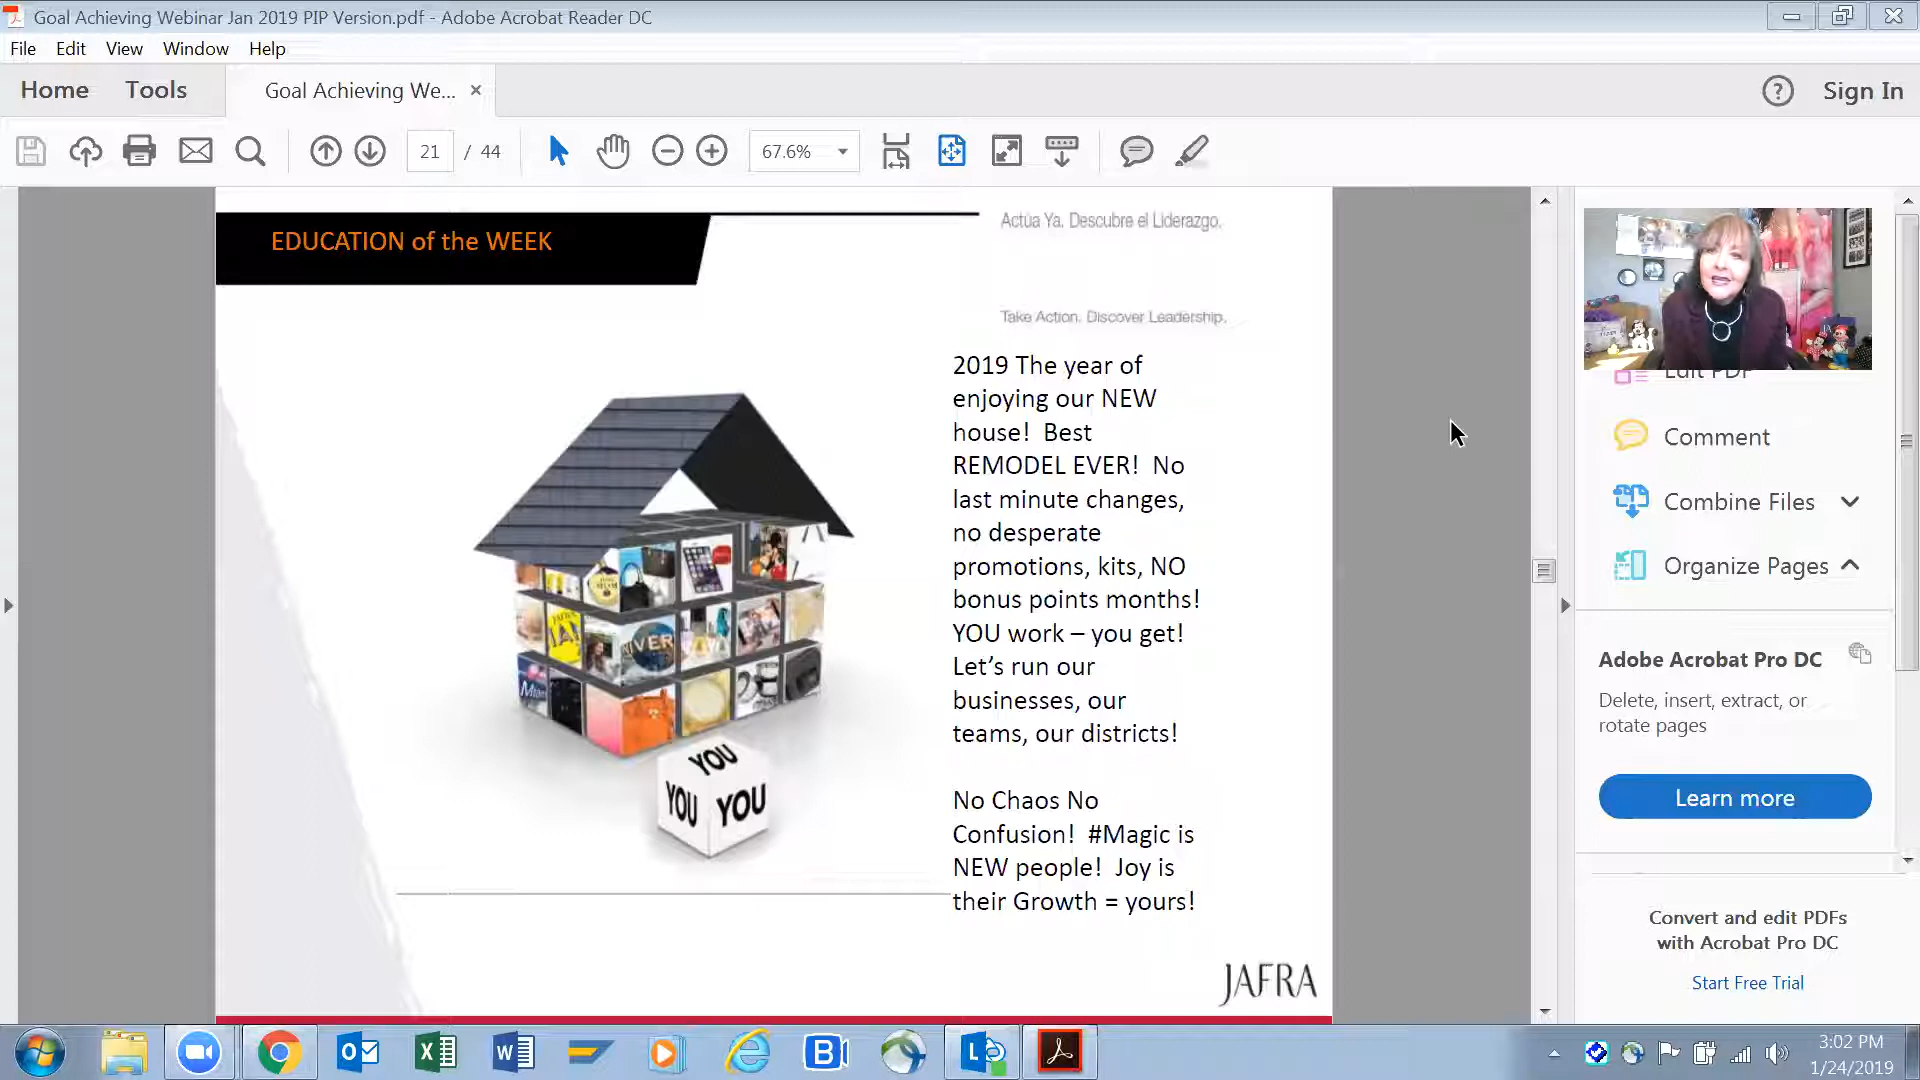 Goal Achieving Webinar Jan 2019 PIP Version.pdf - Adobe Acrobat Reader DC
File Edit View Window Help
Home Tools Goal Achieving We... × Sign In
21 / 44 67.6%
EDUCATION of the WEEK
Actúa Ya. Descubre el Liderazgo.
Take Action. Discover Leadership.
2019 The year of
enjoying our NEW
house! Best
REMODEL EVER! No
last minute changes,
no desperate
promotions, kits, NO
bonus points months!
YOU work – you get!
Let’s run our
businesses, our
teams, our districts!
No Chaos No
Confusion! #Magic is
NEW people! Joy is
their Growth = yours!
YOU
YOU YOU
JAFRA
Edit PDF
Comment
Combine Files
Organize Pages
Adobe Acrobat Pro DC
Delete, insert, extract, or
rotate pages
Learn more
Convert and edit PDFs
with Acrobat Pro DC
Start Free Trial
3:02 PM
1/24/2019